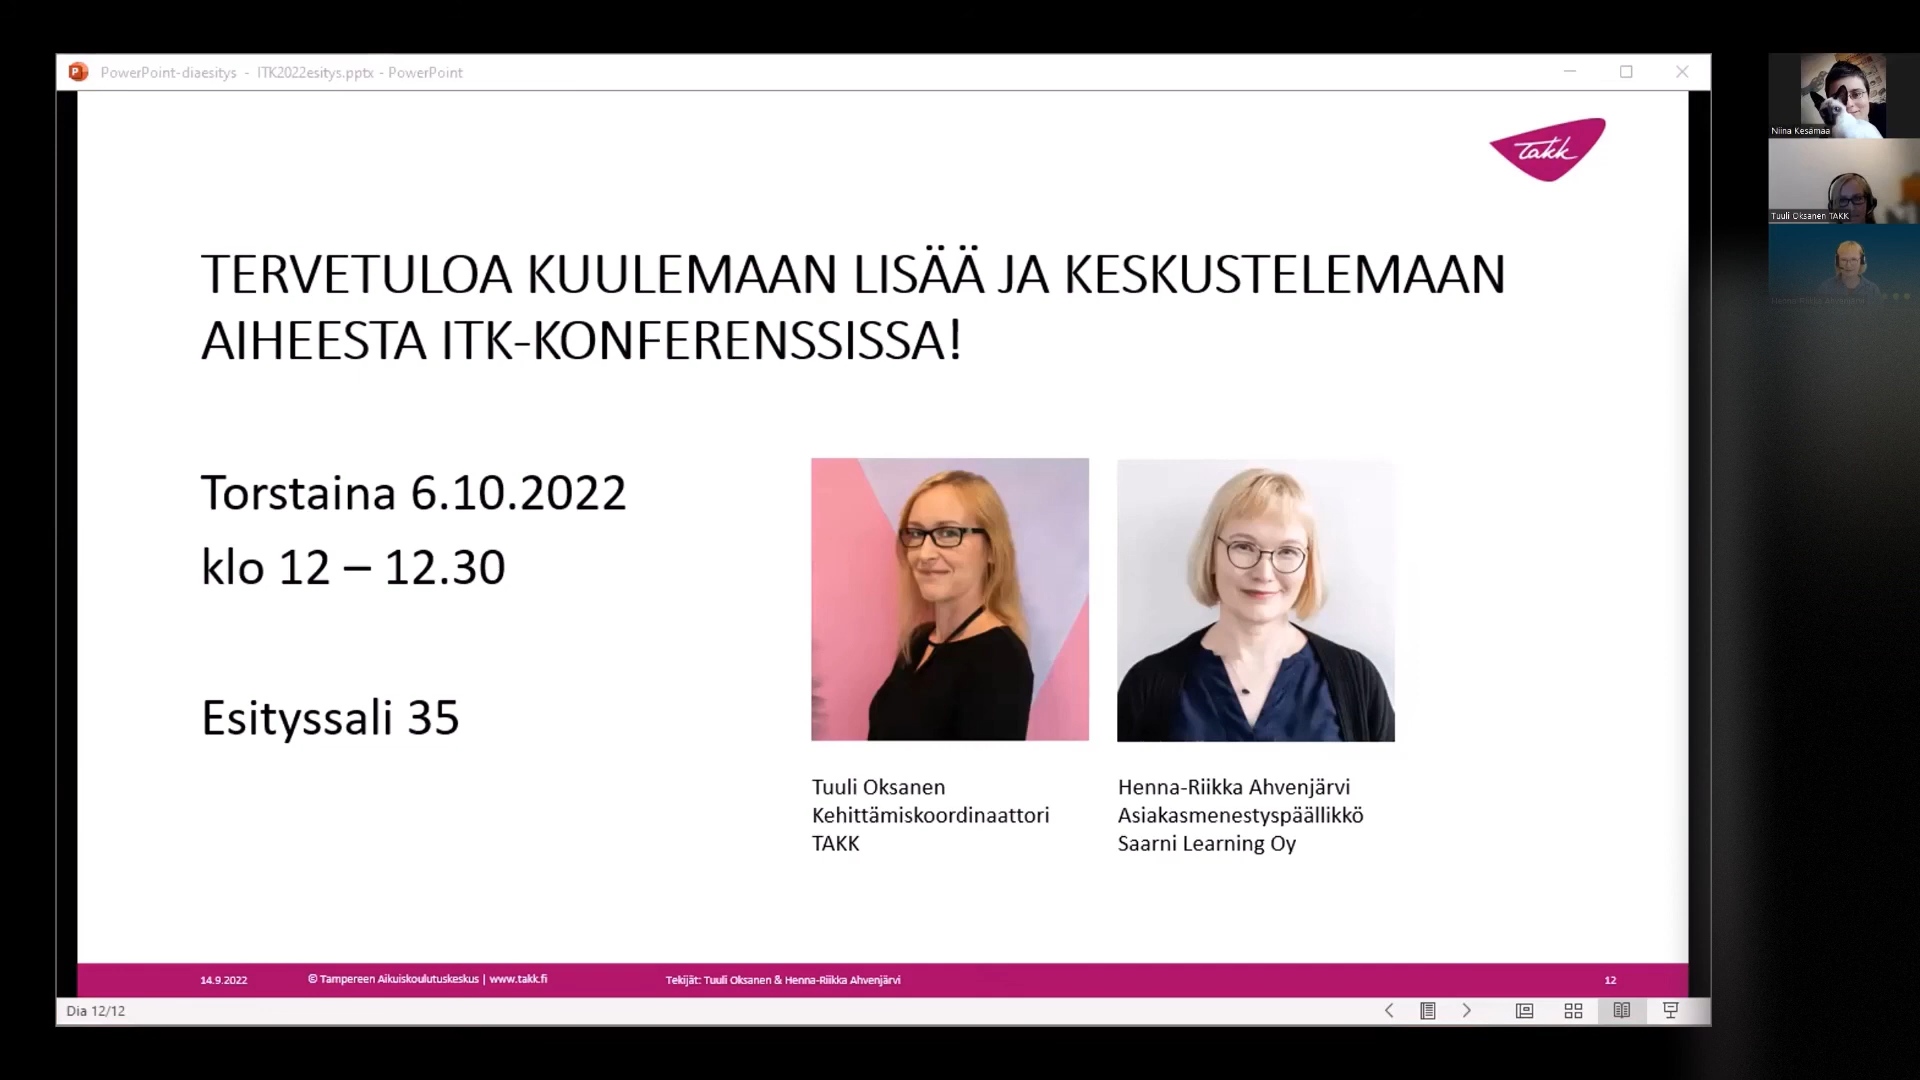 PowerPoint-diaesitys - ITK2022esitys.pptx - PowerPoint
takk
TERVETULOA KUULEMAAN LISÄÄ JA KESKUSTELEMAAN
AIHEESTA ITK-KONFERENSSISSA!
Torstaina 6.10.2022
klo 12 – 12.30
Esityssali 35
Tuuli Oksanen
Kehittämiskoordinaattori
TAKK
Henna-Riikka Ahvenjärvi
Asiakasmenestyspäällikkö
Saarni Learning Oy
14.9.2022
© Tampereen Aikuiskoulutuskeskus | www.takk.fi
Tekijät: Tuuli Oksanen & Henna-Riikka Ahvenjärvi
12
Dia 12/12
Niina Kesämaa
Tuuli Oksanen TAKK
Henna-Riikka Ahvenjärvi